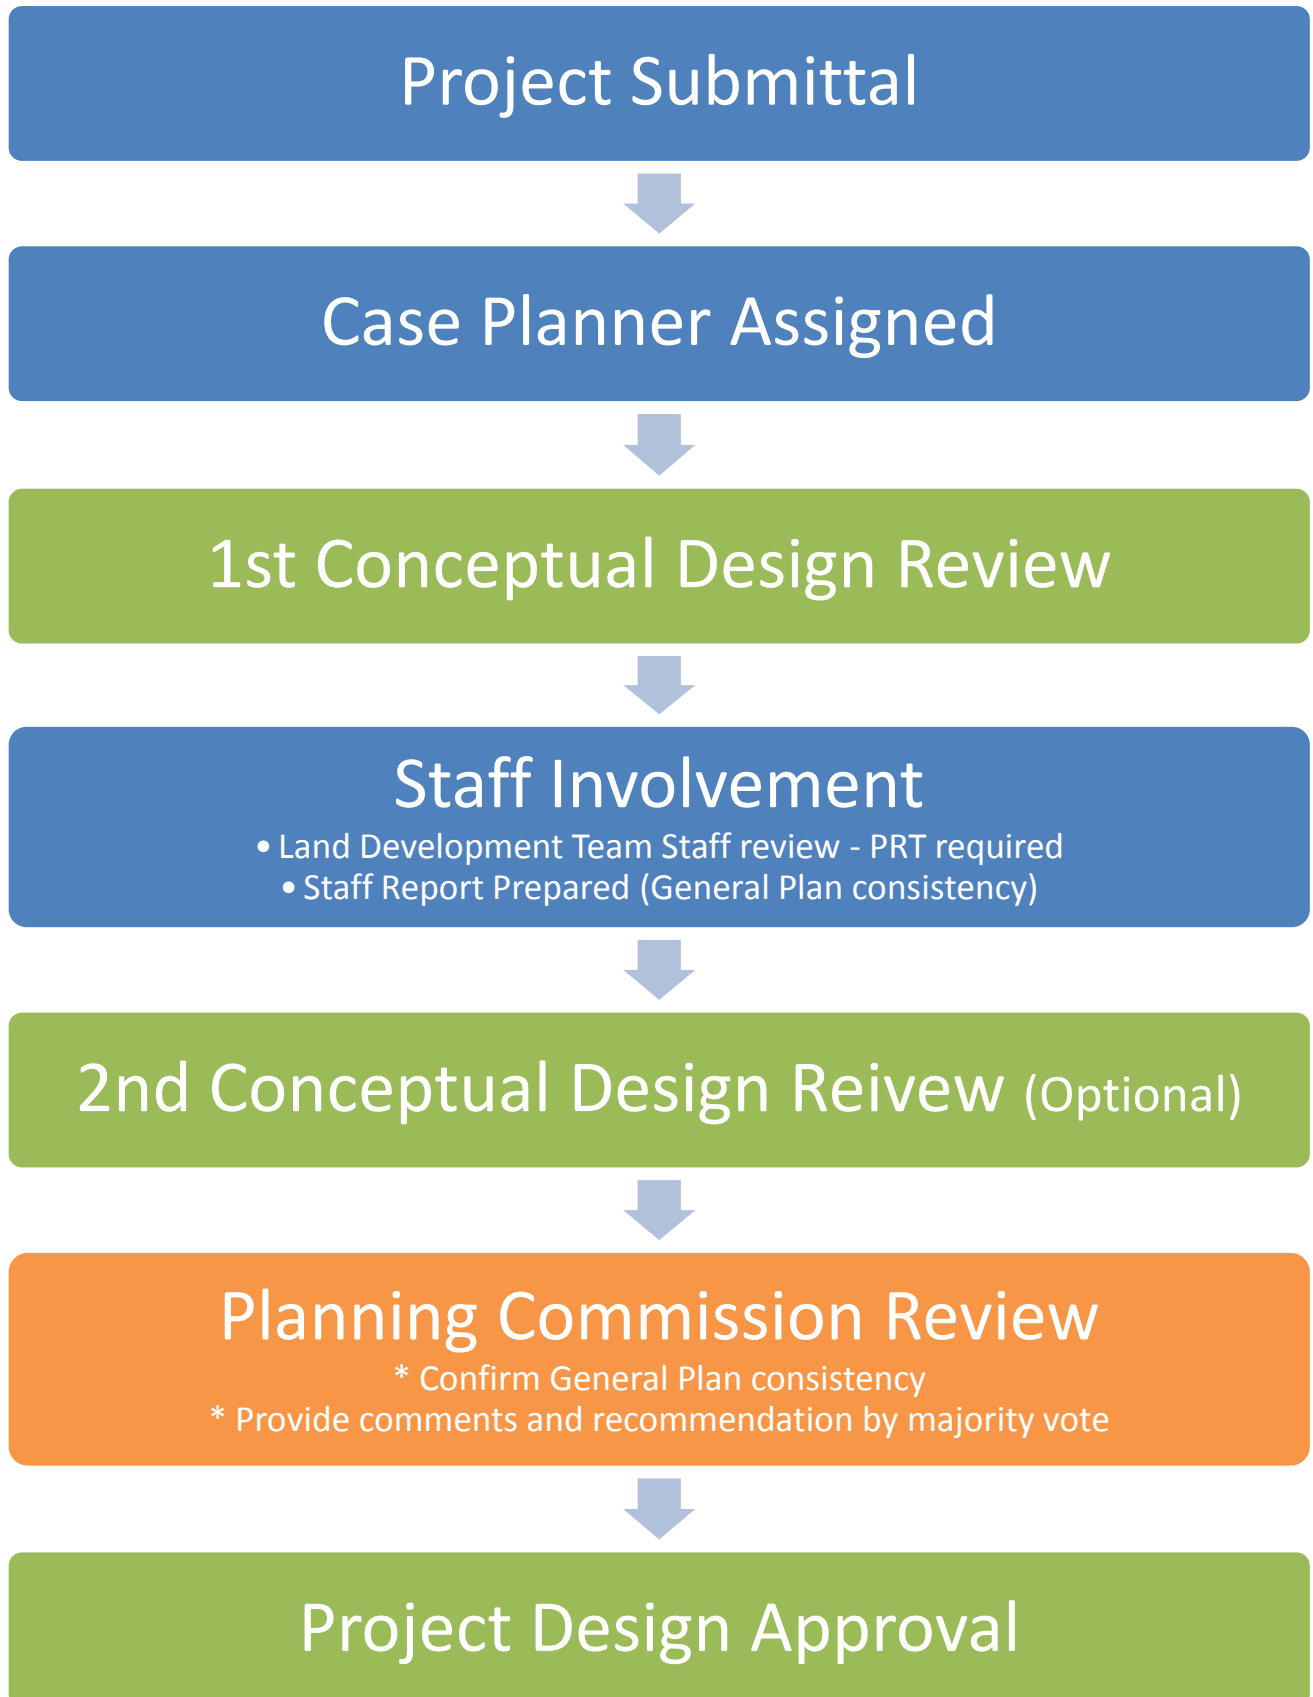 Project Submittal
Case Planner Assigned
1st Conceptual Design Review
Staff Involvement
• Land Development Team Staff review - PRT required
• Staff Report Prepared (General Plan consistency)
2nd Conceptual Design Reivew (Optional)
Planning Commission Review
* Confirm General Plan consistency
* Provide comments and recommendation by majority vote
Project Design Approval